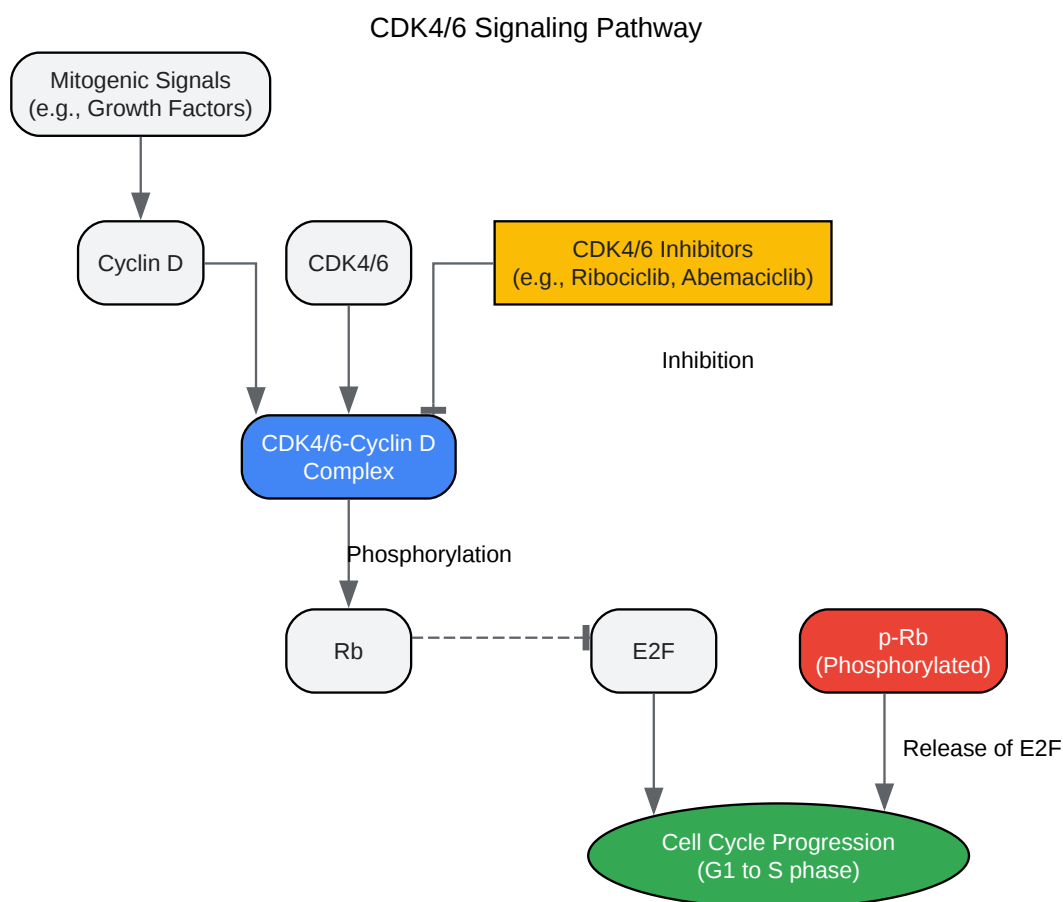 CDK4/6 Signaling Pathway
Mitogenic Signals
(e.g., Growth Factors)
Cyclin D
CDK4/6
CDK4/6 Inhibitors
(e.g., Ribociclib, Abemaciclib)
Inhibition
CDK4/6-Cyclin D
Complex
Phosphorylation
Rb
E2F
p-Rb
(Phosphorylated)
Release of E2F
Cell Cycle Progression
(G1 to S phase)